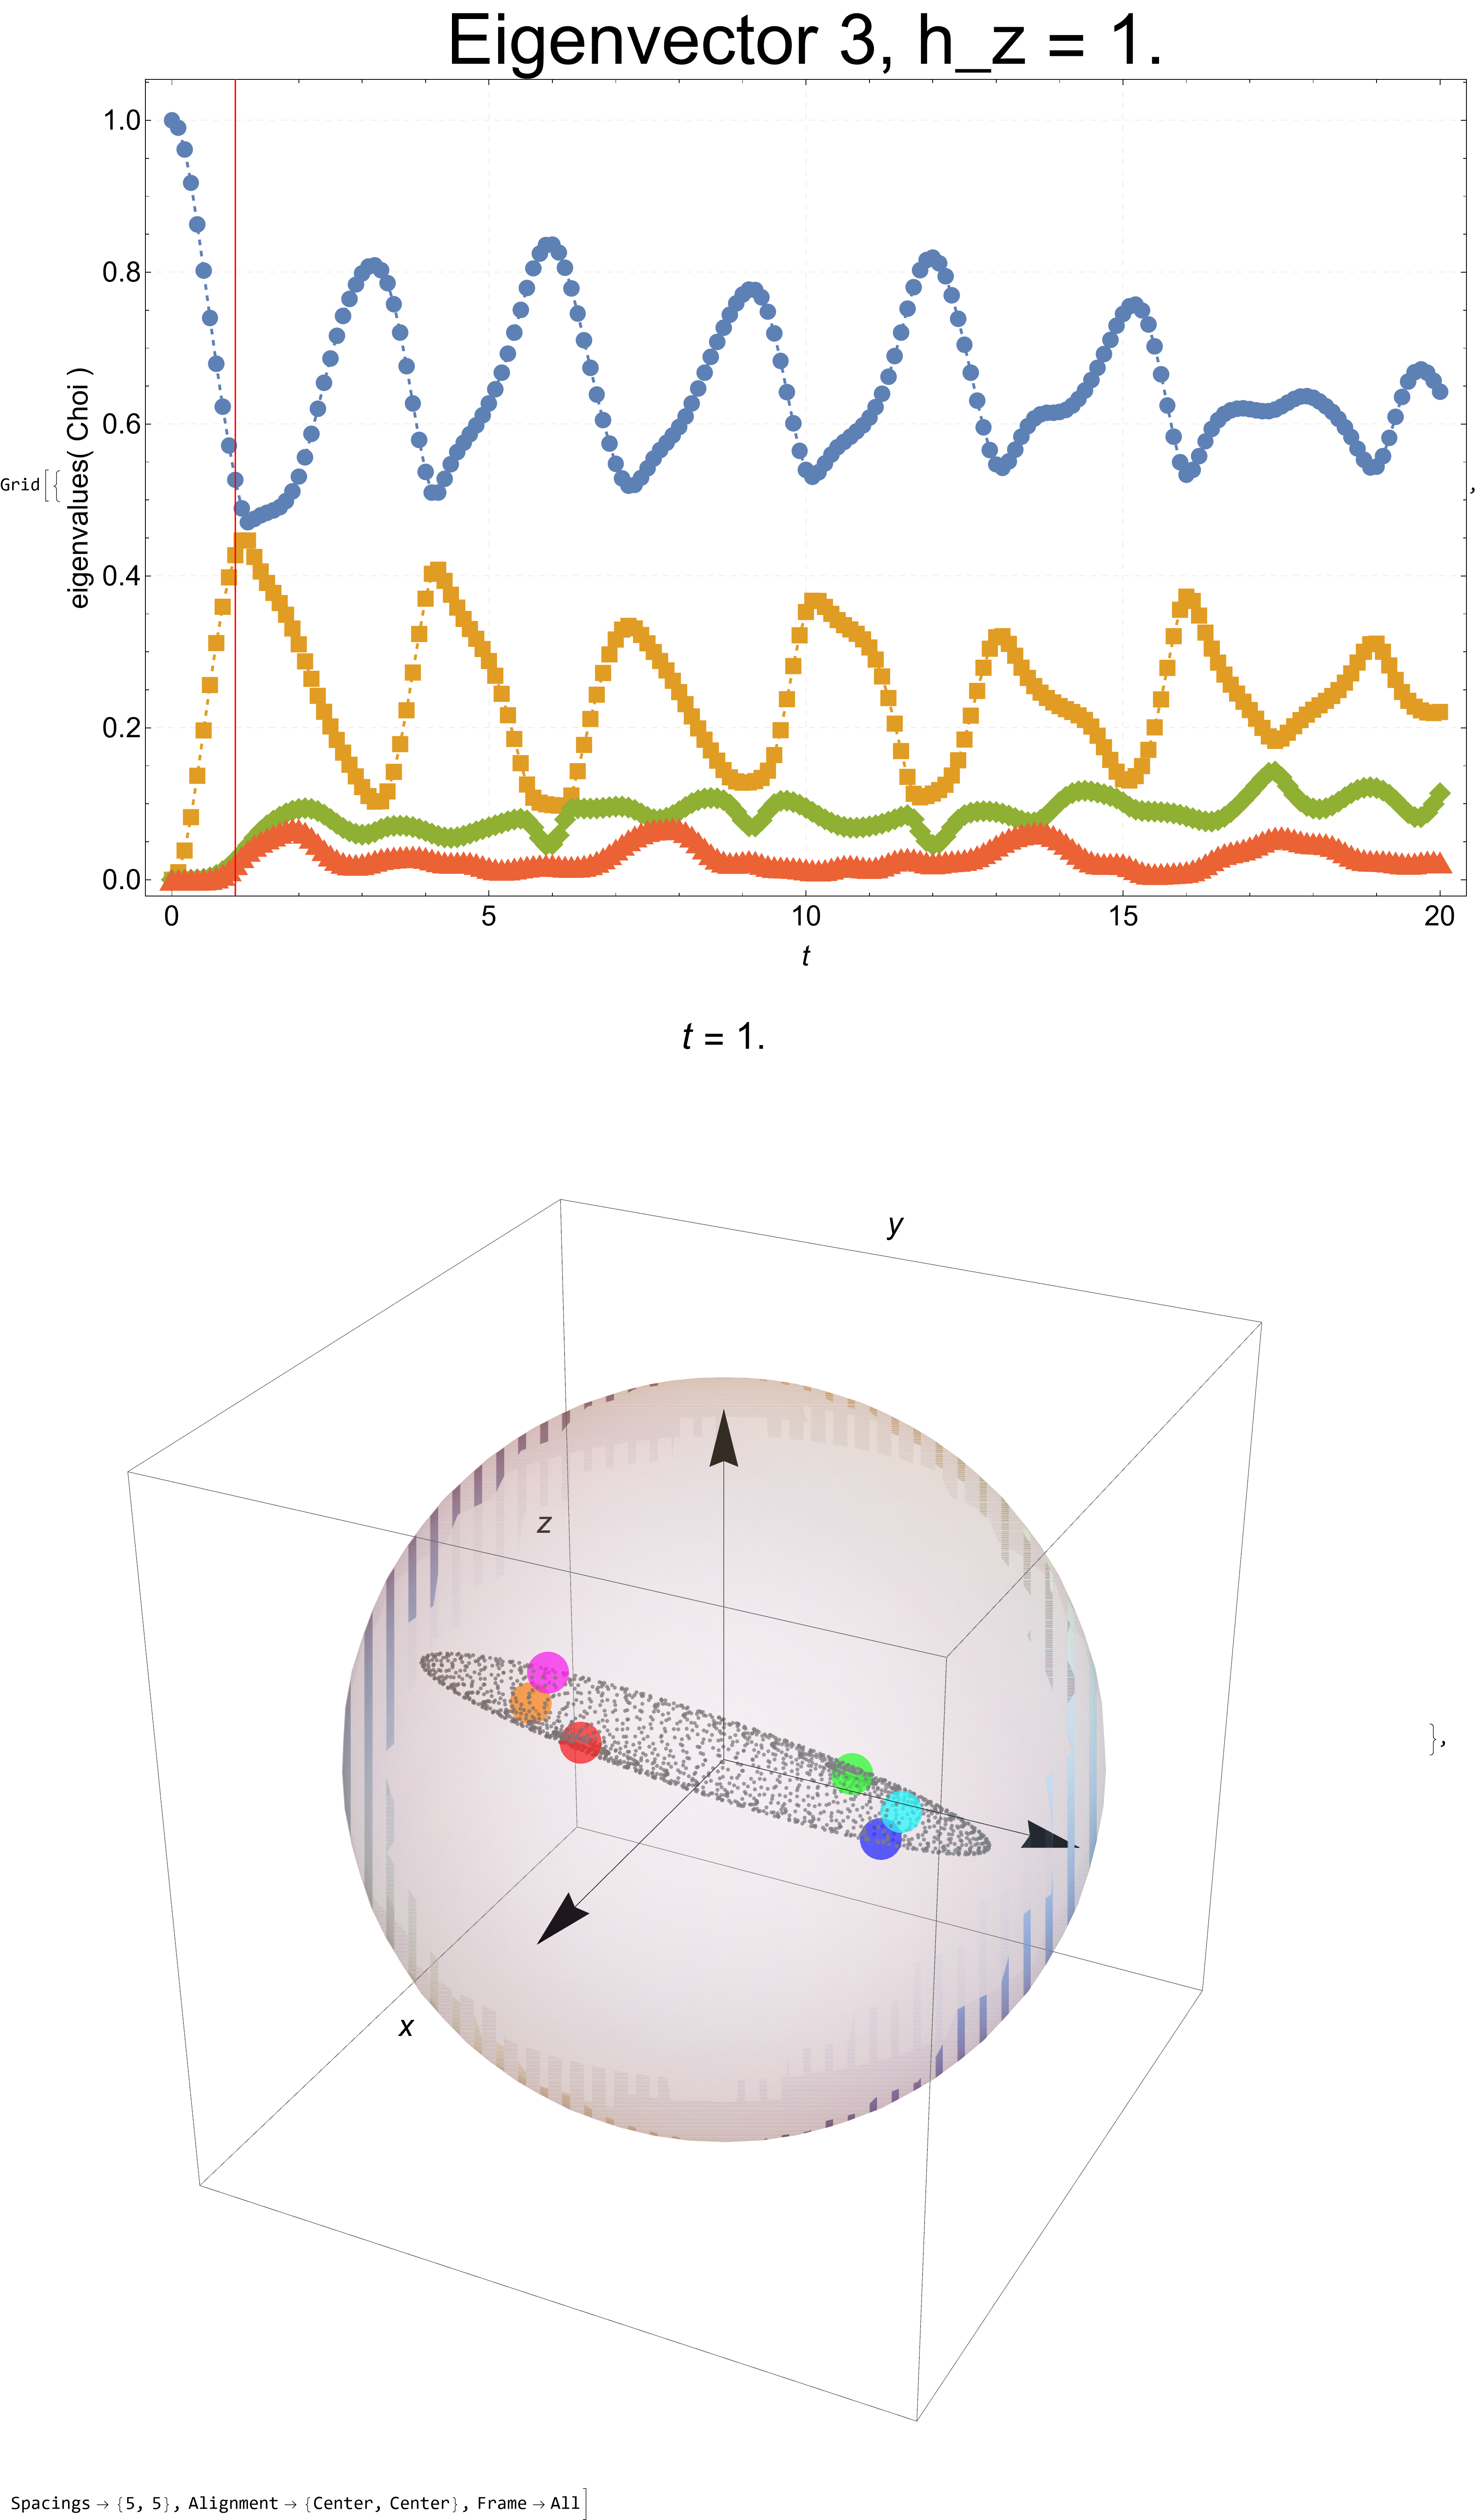 Eigenvector 3, h_z = 1.
1.0
0.8
0.6
Grid[{
eigenvalues( Choi )
,
0.4
0.2
0.0
0 5 10 15 20
t
t = 1.
y
z
},
x
Spacings → {5, 5}, Alignment → {Center, Center}, Frame → All]